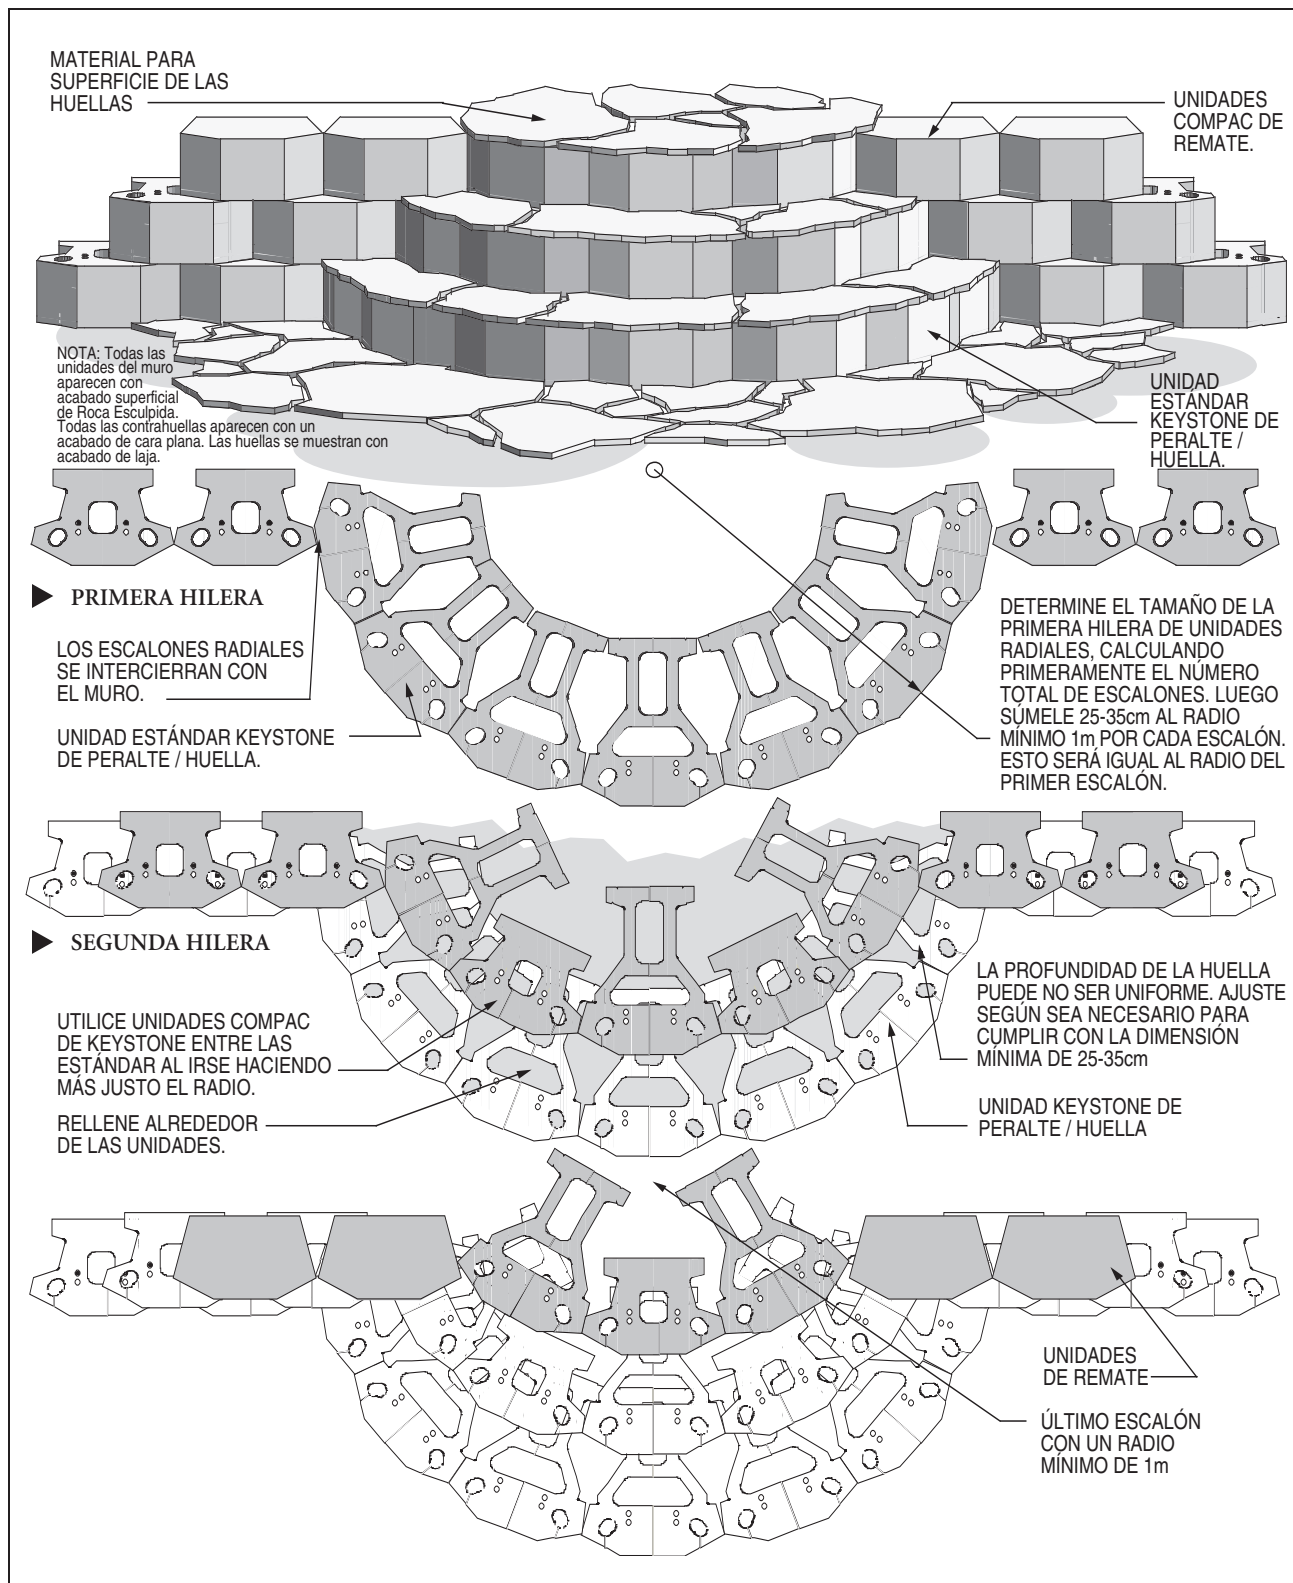 MATERIAL PARA
SUPERFICIE DE LAS
HUELLAS
UNIDADES
COMPAC DE
REMATE.
NOTA: Todas las
unidades del muro
aparecen con
acabado superficial
de Roca Esculpida.
Todas las contrahuellas aparecen con un
acabado de cara plana. Las huellas se muestran con
acabado de laja.
UNIDAD
ESTÁNDAR
KEYSTONE DE
PERALTE /
HUELLA.
PRIMERA HILERA
LOS ESCALONES RADIALES
SE INTERCIERRAN CON
EL MURO.
UNIDAD ESTÁNDAR KEYSTONE
DE PERALTE / HUELLA.
DETERMINE EL TAMAÑO DE LA
PRIMERA HILERA DE UNIDADES
RADIALES, CALCULANDO
PRIMERAMENTE EL NÚMERO
TOTAL DE ESCALONES. LUEGO
SÚMELE 25-35cm AL RADIO
MÍNIMO 1m POR CADA ESCALÓN.
ESTO SERÁ IGUAL AL RADIO DEL
PRIMER ESCALÓN.
SEGUNDA HILERA
UTILICE UNIDADES COMPAC
DE KEYSTONE ENTRE LAS
ESTÁNDAR AL IRSE HACIENDO
MÁS JUSTO EL RADIO.
RELLENE ALREDEDOR
DE LAS UNIDADES.
LA PROFUNDIDAD DE LA HUELLA
PUEDE NO SER UNIFORME. AJUSTE
SEGÚN SEA NECESARIO PARA
CUMPLIR CON LA DIMENSIÓN
MÍNIMA DE 25-35cm
UNIDAD KEYSTONE DE
PERALTE / HUELLA
UNIDADES
DE REMATE
ÚLTIMO ESCALÓN
CON UN RADIO
MÍNIMO DE 1m